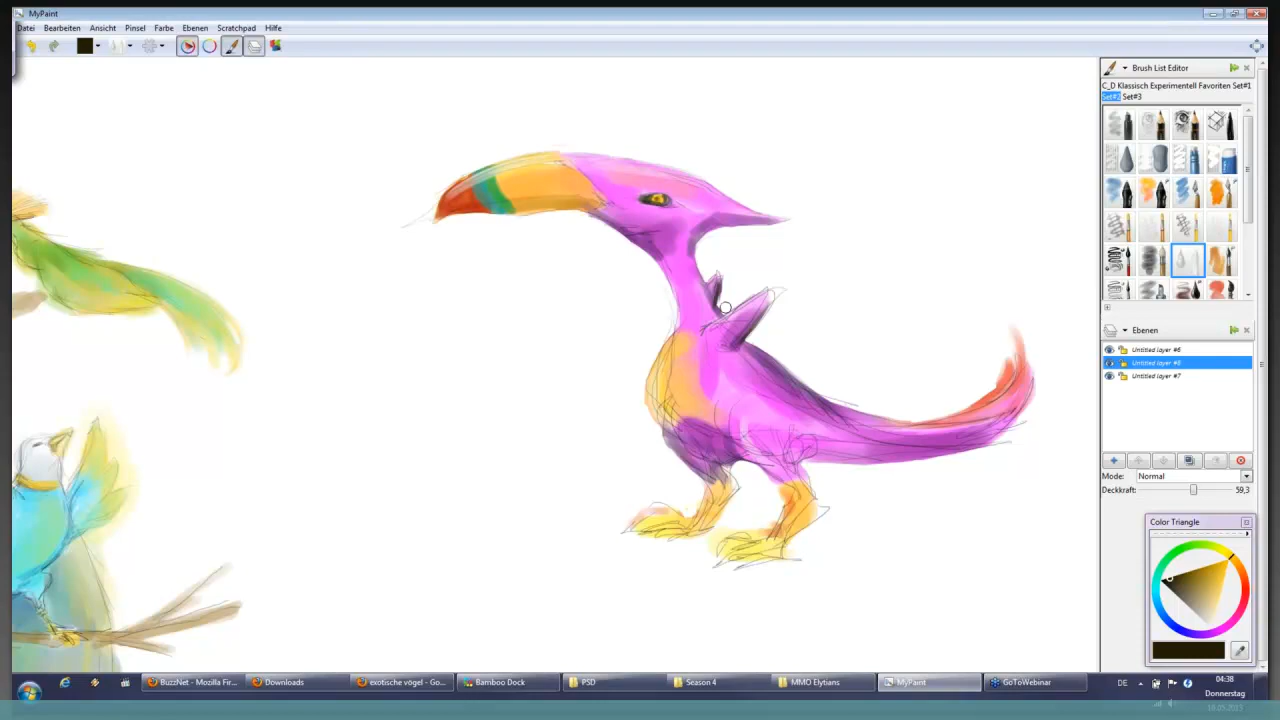 MyPaint
Datei Bearbeiten Ansicht Pinsel Farbe Ebenen Scratchpad Hilfe
Brush List Editor
C_D Klassisch Experimentell Favoriten Set#1
Set#2 Set#3
Ebenen
Untitled layer #6
Untitled layer #8
Untitled layer #7
Mode: Normal
Deckkraft: 59,3
Color Triangle
BuzzNet - Mozilla Fir...
Downloads
exotische vögel - Go...
Bamboo Dock
PSD
Season 4
MMO Elytians
MyPaint
GoToWebinar
DE
04:38
Donnerstag
16.05.2013